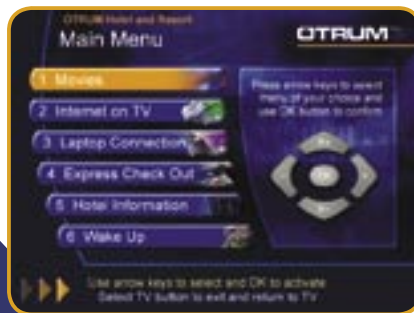 OTRUM Hotel and Resort
Main Menu
OTRUM
1 Movies
2 Internet on TV
3 Laptop Connection
4 Express Check Out
5 Hotel Information
6 Wake Up
Press arrow keys to select
menu of your choice and
use OK button to confirm
OK
Use arrow keys to select and OK to activate
Select TV button to exit and return to TV